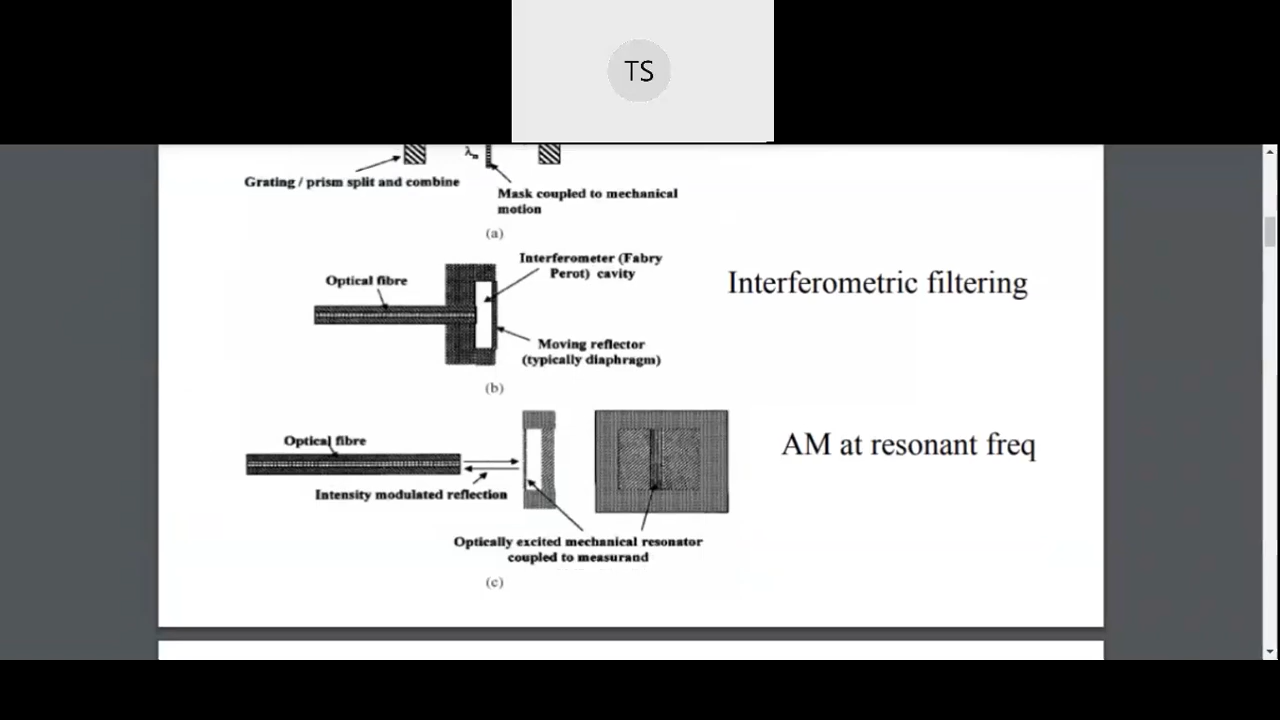 TS
λₙ
Grating / prism split and combine
Mask coupled to mechanical
motion
(a)
Interferometer (Fabry
Perot) cavity
Optical fibre
Interferometric filtering
Moving reflector
(typically diaphragm)
(b)
Optical fibre
AM at resonant freq
Intensity modulated reflection
Optically excited mechanical resonator
coupled to measurand
(c)